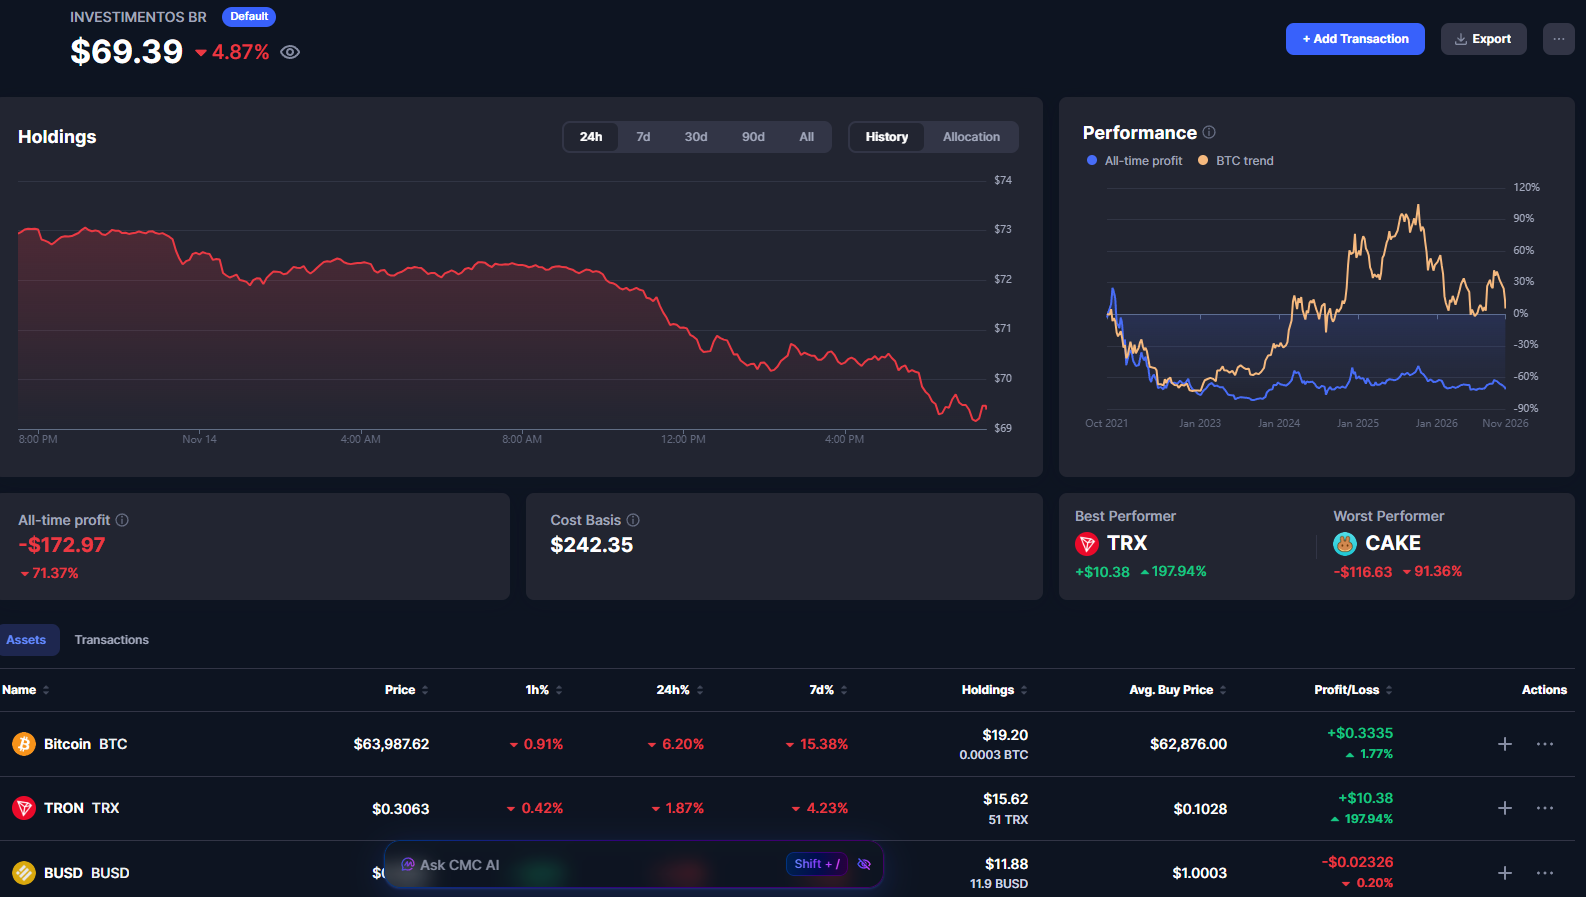 INVESTIMENTOS BR Default
$69.39 4.87%
+ Add Transaction Export
Holdings
24h 7d 30d 90d All History Allocation
$74
$73
$72
$71
$70
$69
8:00 PM Nov 14 4:00 AM 8:00 AM 12:00 PM 4:00 PM
Performance
All-time profit BTC trend
120%
90%
60%
30%
0%
-30%
-60%
-90%
Oct 2021 Jan 2023 Jan 2024 Jan 2025 Jan 2026 Nov 2026
All-time profit
-$172.97
71.37%
Cost Basis
$242.35
Best Performer
TRX
+$10.38 197.94%
Worst Performer
CAKE
-$116.63 91.36%
Assets Transactions
Name Price 1h% 24h% 7d% Holdings Avg. Buy Price Profit/Loss Actions
Bitcoin BTC $63,987.62 0.91% 6.20% 15.38% $19.20 $62,876.00 +$0.3335
0.0003 BTC 1.77%
TRON TRX $0.3063 0.42% 1.87% 4.23% $15.62 $0.1028 +$10.38
51 TRX 197.94%
BUSD BUSD $11.88 $1.0003 -$0.02326
11.9 BUSD 0.20%
Ask CMC AI Shift + /